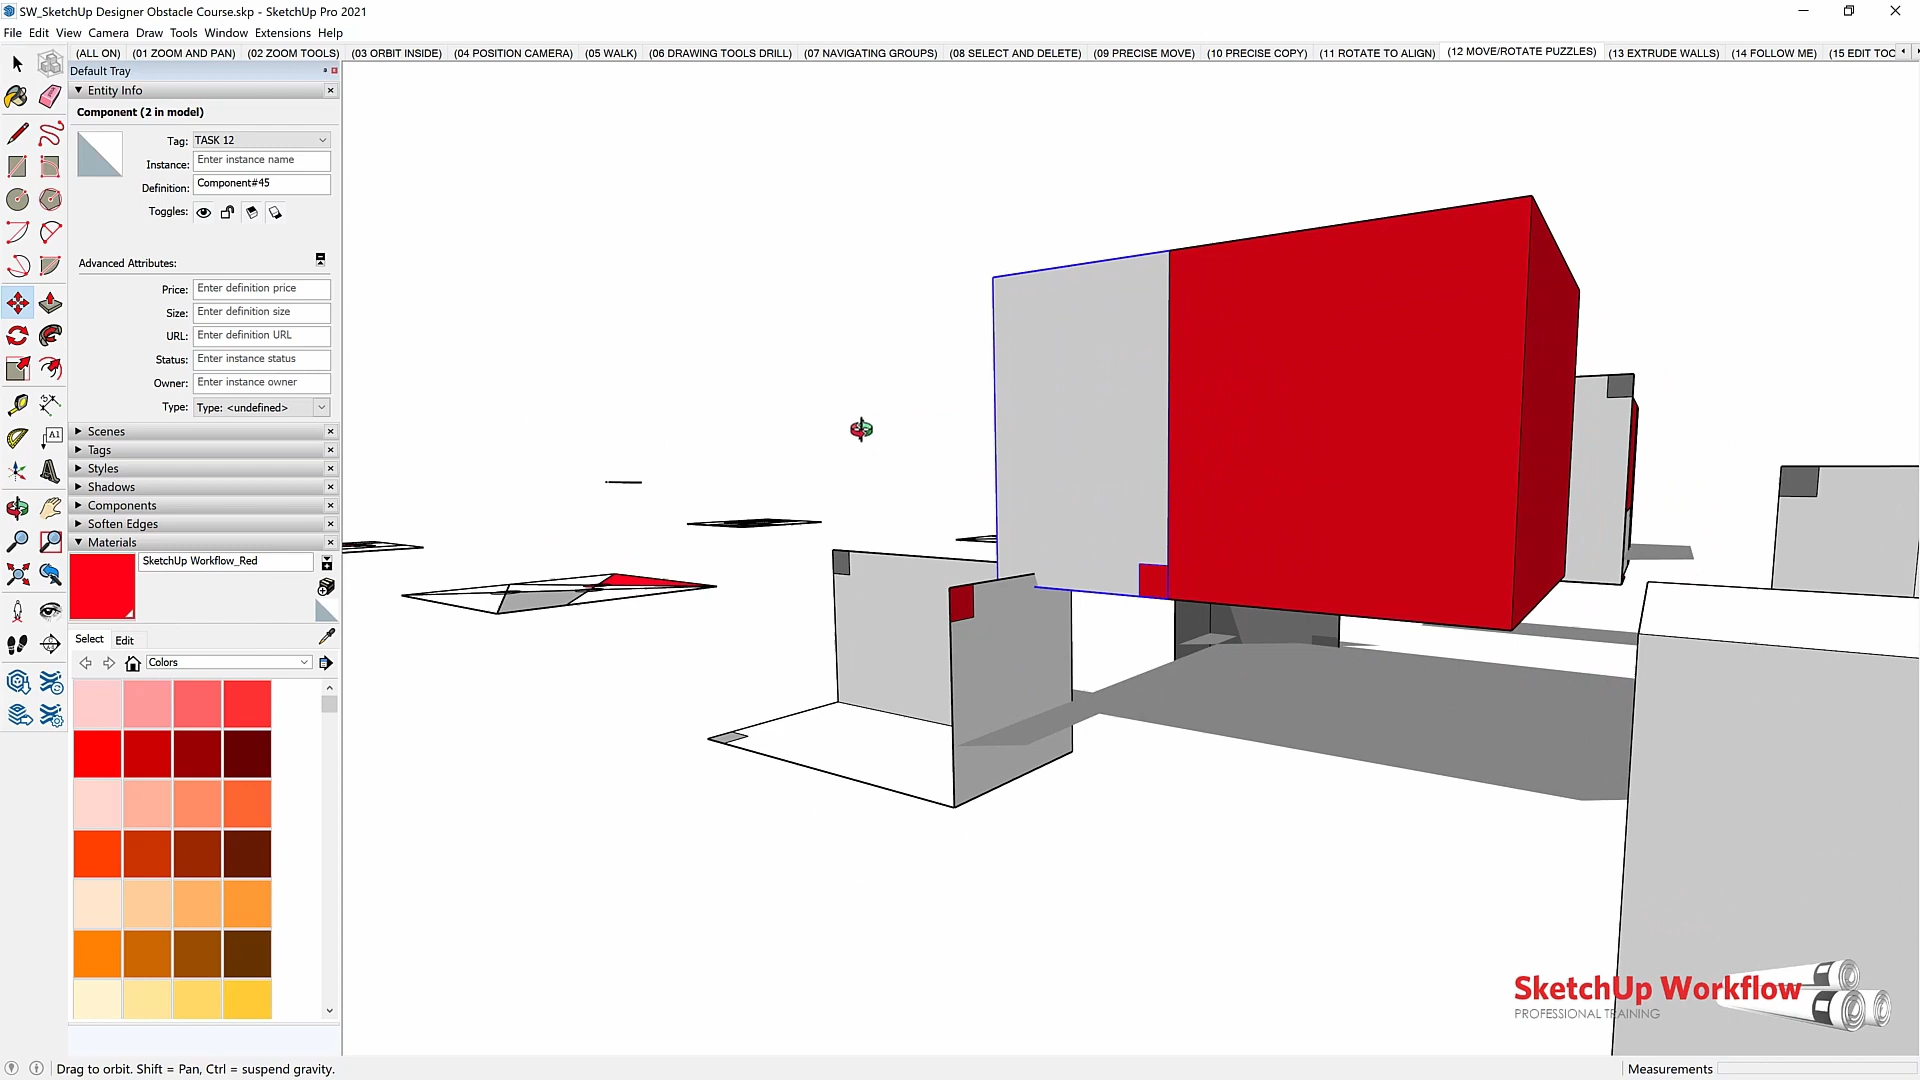 SW_SketchUp Designer Obstacle Course.skp - SketchUp Pro 2021
File Edit View Camera Draw Tools Window Extensions Help
(ALL ON) (01 ZOOM AND PAN) (02 ZOOM TOOLS) (03 ORBIT INSIDE) (04 POSITION CAMERA) (05 WALK) (06 DRAWING TOOLS DRILL) (07 NAVIGATING GROUPS) (08 SELECT AND DELETE) (09 PRECISE MOVE) (10 PRECISE COPY) (11 ROTATE TO ALIGN) (12 MOVE/ROTATE PUZZLES) (13 EXTRUDE WALLS) (14 FOLLOW ME) (15 EDIT TOO
Default Tray
Entity Info
Component (2 in model)
Tag: TASK 12
Instance: Enter instance name
Definition: Component#45
Toggles:
Advanced Attributes:
Price: Enter definition price
Size: Enter definition size
URL: Enter definition URL
Status: Enter instance status
Owner: Enter instance owner
Type: Type: <undefined>
Scenes
Tags
Styles
Shadows
Components
Soften Edges
Materials
SketchUp Workflow_Red
Select Edit
Colors
SketchUp Workflow
PROFESSIONAL TRAINING
Drag to orbit. Shift = Pan, Ctrl = suspend gravity.
Measurements